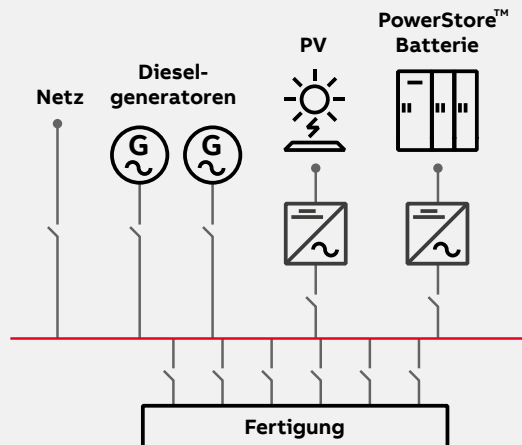 PowerStore™
Batterie
PV
Diesel-
generatoren
Netz
G
G
Fertigung